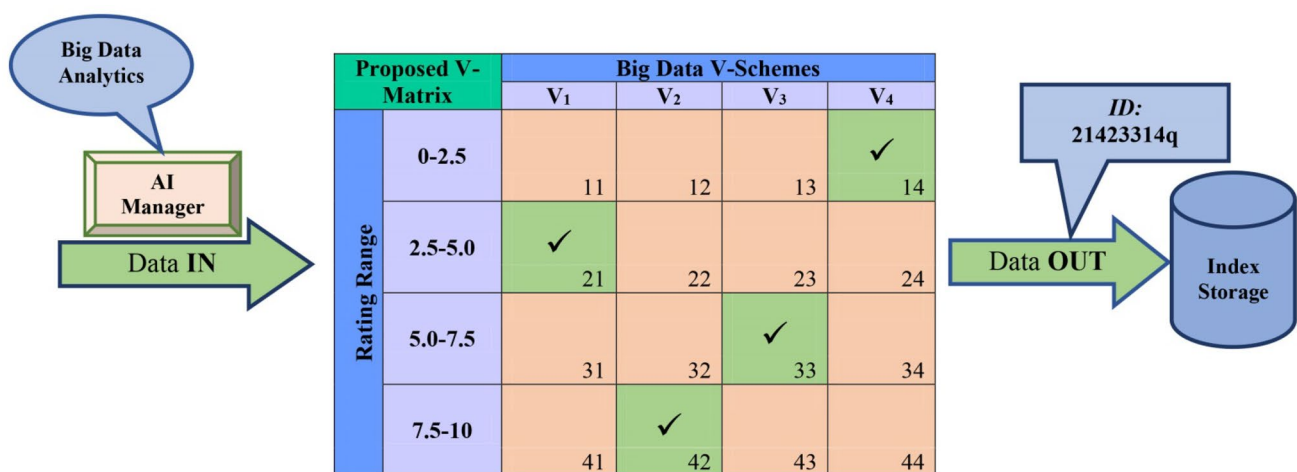 Big Data
Analytics
AI
Manager
Data IN
Proposed V-
Matrix
Big Data V-Schemes
V₁ V₂ V₃ V₄
Rating Range
0-2.5
✓
11 12 13 14
2.5-5.0
✓
21 22 23 24
5.0-7.5
✓
31 32 33 34
7.5-10
✓
41 42 43 44
ID:
21423314q
Data OUT
Index
Storage